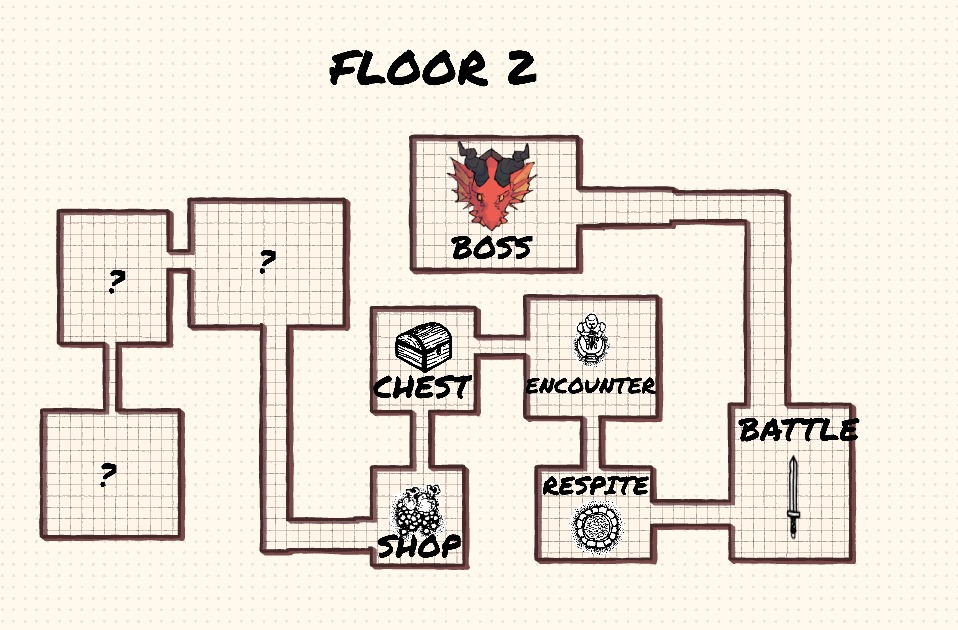 FLOOR 2
BOSS
?
?
CHEST
ENCOUNTER
BATTLE
?
RESPITE
SHOP